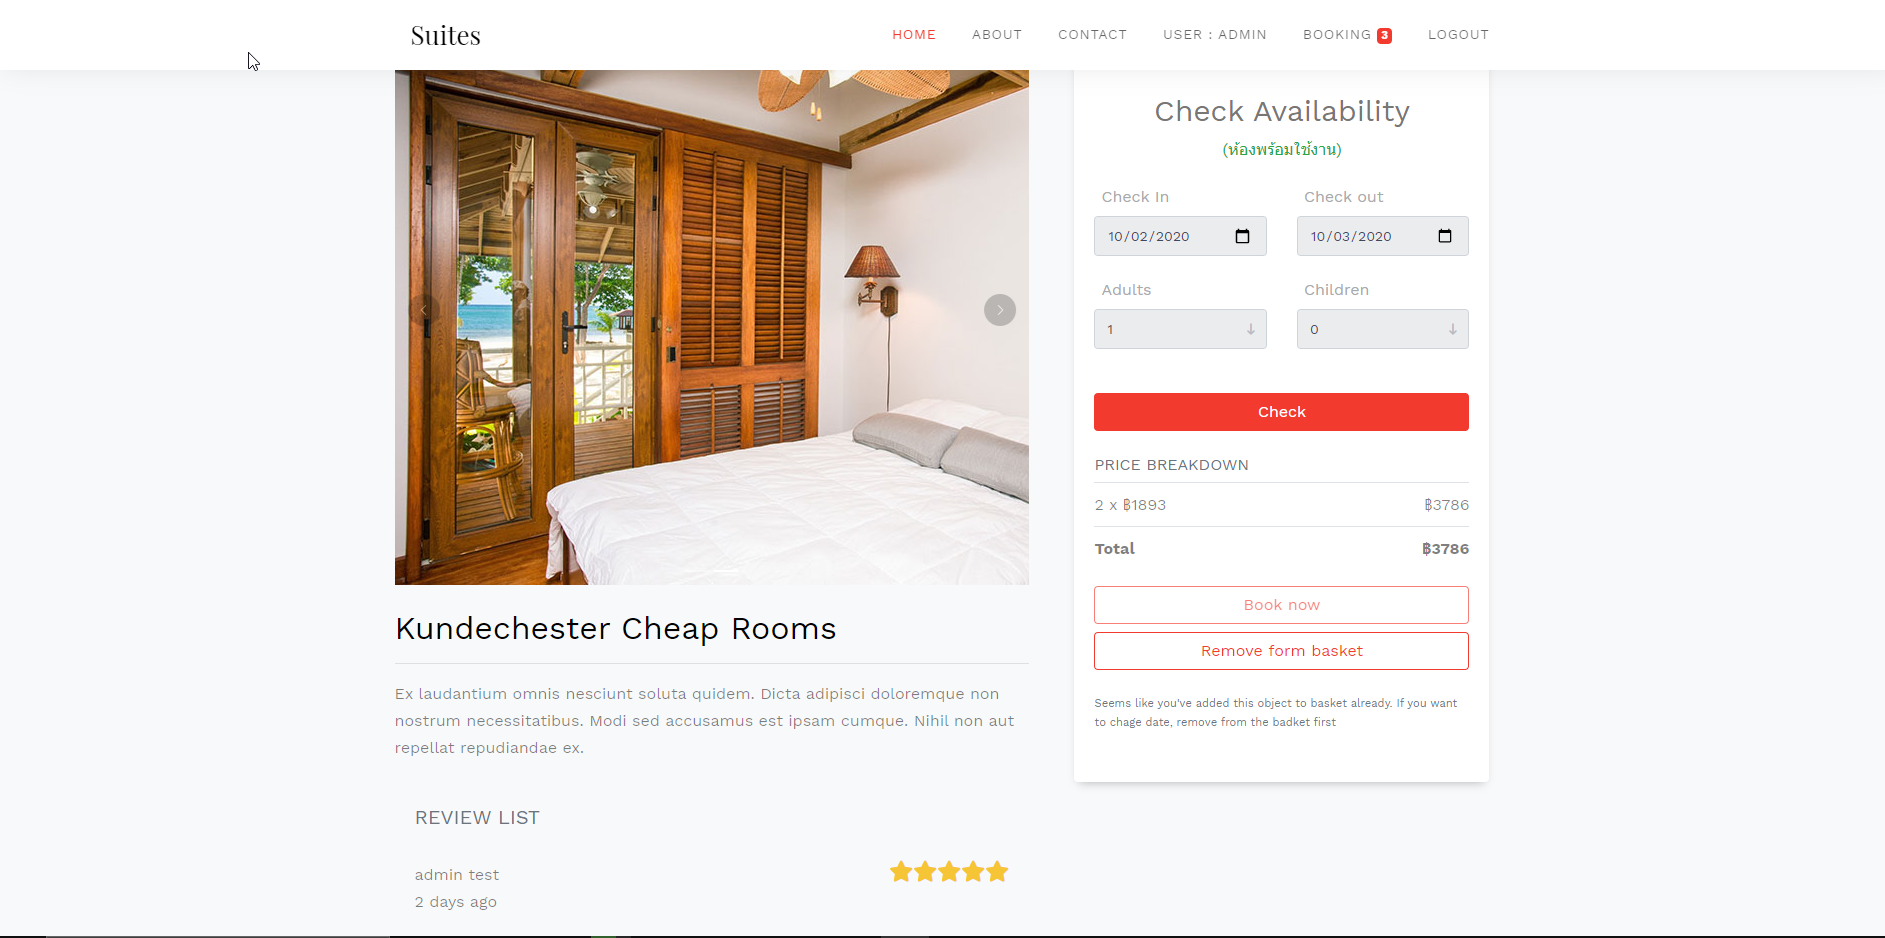 Suites
HOME ABOUT CONTACT USER : ADMIN BOOKING 3 LOGOUT
Check Availability
(ห้องพร้อมใช้งาน)
Check In Check out
10/02/2020 10/03/2020
Adults Children
1 0
Check
PRICE BREAKDOWN
2 x ฿1893 ฿3786
Total ฿3786
Book now
Remove form basket
Seems like you've added this object to basket already. If you want
to chage date, remove from the badket first
Kundechester Cheap Rooms
Ex laudantium omnis nesciunt soluta quidem. Dicta adipisci doloremque non
nostrum necessitatibus. Modi sed accusamus est ipsam cumque. Nihil non aut
repellat repudiandae ex.
REVIEW LIST
admin test
2 days ago